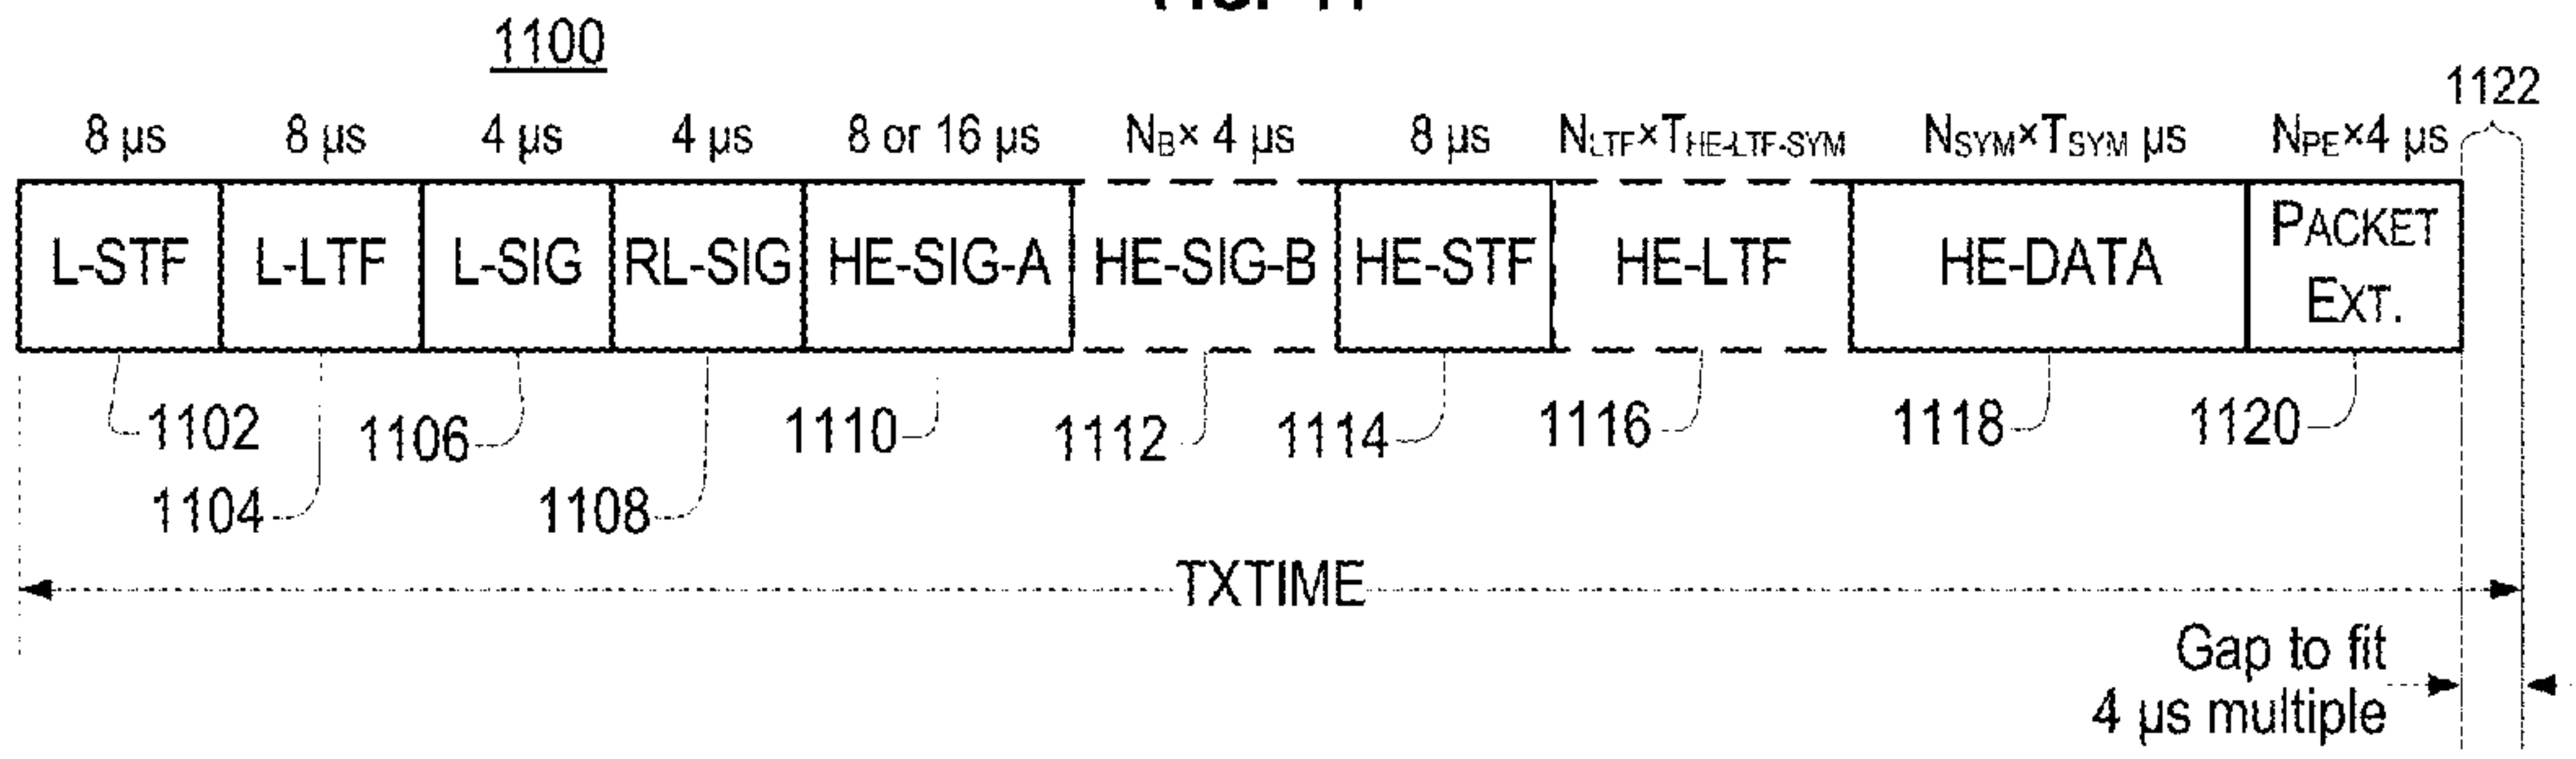 1100
1122
8 µs 8 µs 4 µs 4 µs 8 or 16 µs NB× 4 µs 8 µs NLTF×THE-LTF-SYM NSYM×TSYM µs NPE×4 µs
L-STF L-LTF L-SIG RL-SIG HE-SIG-A HE-SIG-B HE-STF HE-LTF HE-DATA PACKET
EXT.
1102 1106 1110 1112 1114 1116 1118 1120
1104 1108
TXTIME
Gap to fit
4 µs multiple